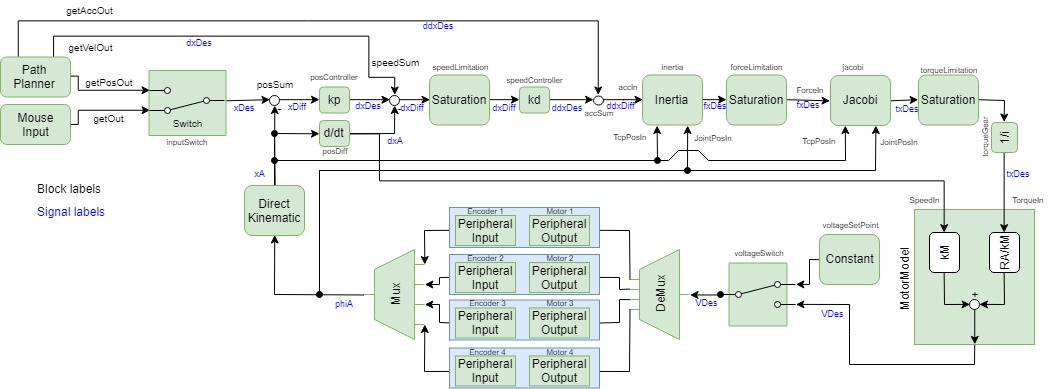 getAccOut
ddxDes
getVelOut
dxDes
speedSum
Path
Planner
getPosOut
Mouse
Input
getOut
Switch
inputSwitch
xDes
posSum
xDiff
posController
kp
dxDes
d/dt
posDiff
dxA
dxDiff
speedLimitation
Saturation
dxDiff
speedController
kd
ddxDes
accSum
accIn
ddxDiff
inertia
Inertia
TcpPosIn
JointPosIn
fxDes
forceLimitation
Saturation
ForceIn
fxDes
jacobi
Jacobi
TcpPosIn
JointPosIn
txDes
torqueLimitation
Saturation
torqueGear
1/i
txDes
xA
Direct
Kinematic
Block labels
Signal labels
phiA
Mux
Encoder 1
Motor 1
Peripheral
Input
Peripheral
Output
Encoder 2
Motor 2
Peripheral
Input
Peripheral
Output
Encoder 3
Motor 3
Peripheral
Input
Peripheral
Output
Encoder 4
Motor 4
Peripheral
Input
Peripheral
Output
DeMux
VDes
voltageSwitch
voltageSetPoint
Constant
VDes
SpeedIn
TorqueIn
MotorModel
kM
RA/kM
+
-